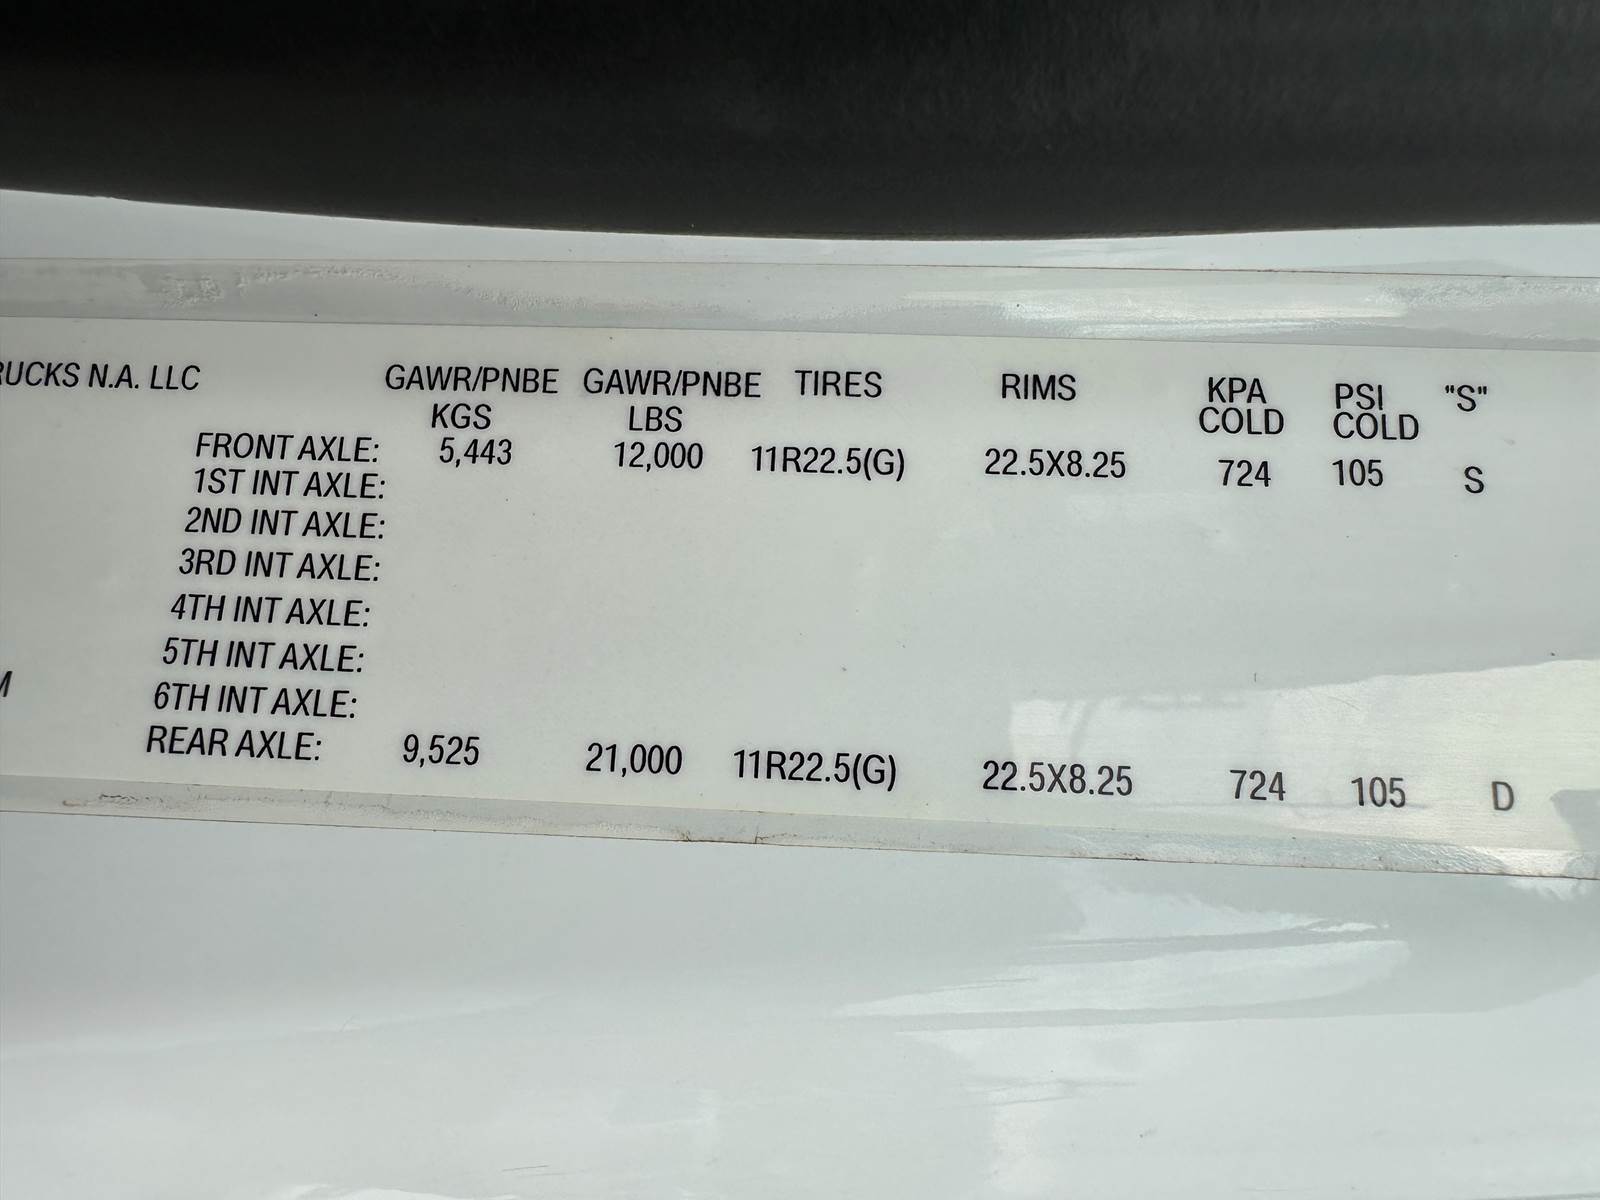 RUCKS N.A. LLC GAWR/PNBE GAWR/PNBE TIRES RIMS KPA PSI "S"
KGS LBS COLD COLD
FRONT AXLE: 5,443 12,000 11R22.5(G) 22.5X8.25 724 105 S
1ST INT AXLE:
2ND INT AXLE:
3RD INT AXLE:
4TH INT AXLE:
5TH INT AXLE:
6TH INT AXLE:
REAR AXLE: 9,525 21,000 11R22.5(G) 22.5X8.25 724 105 D